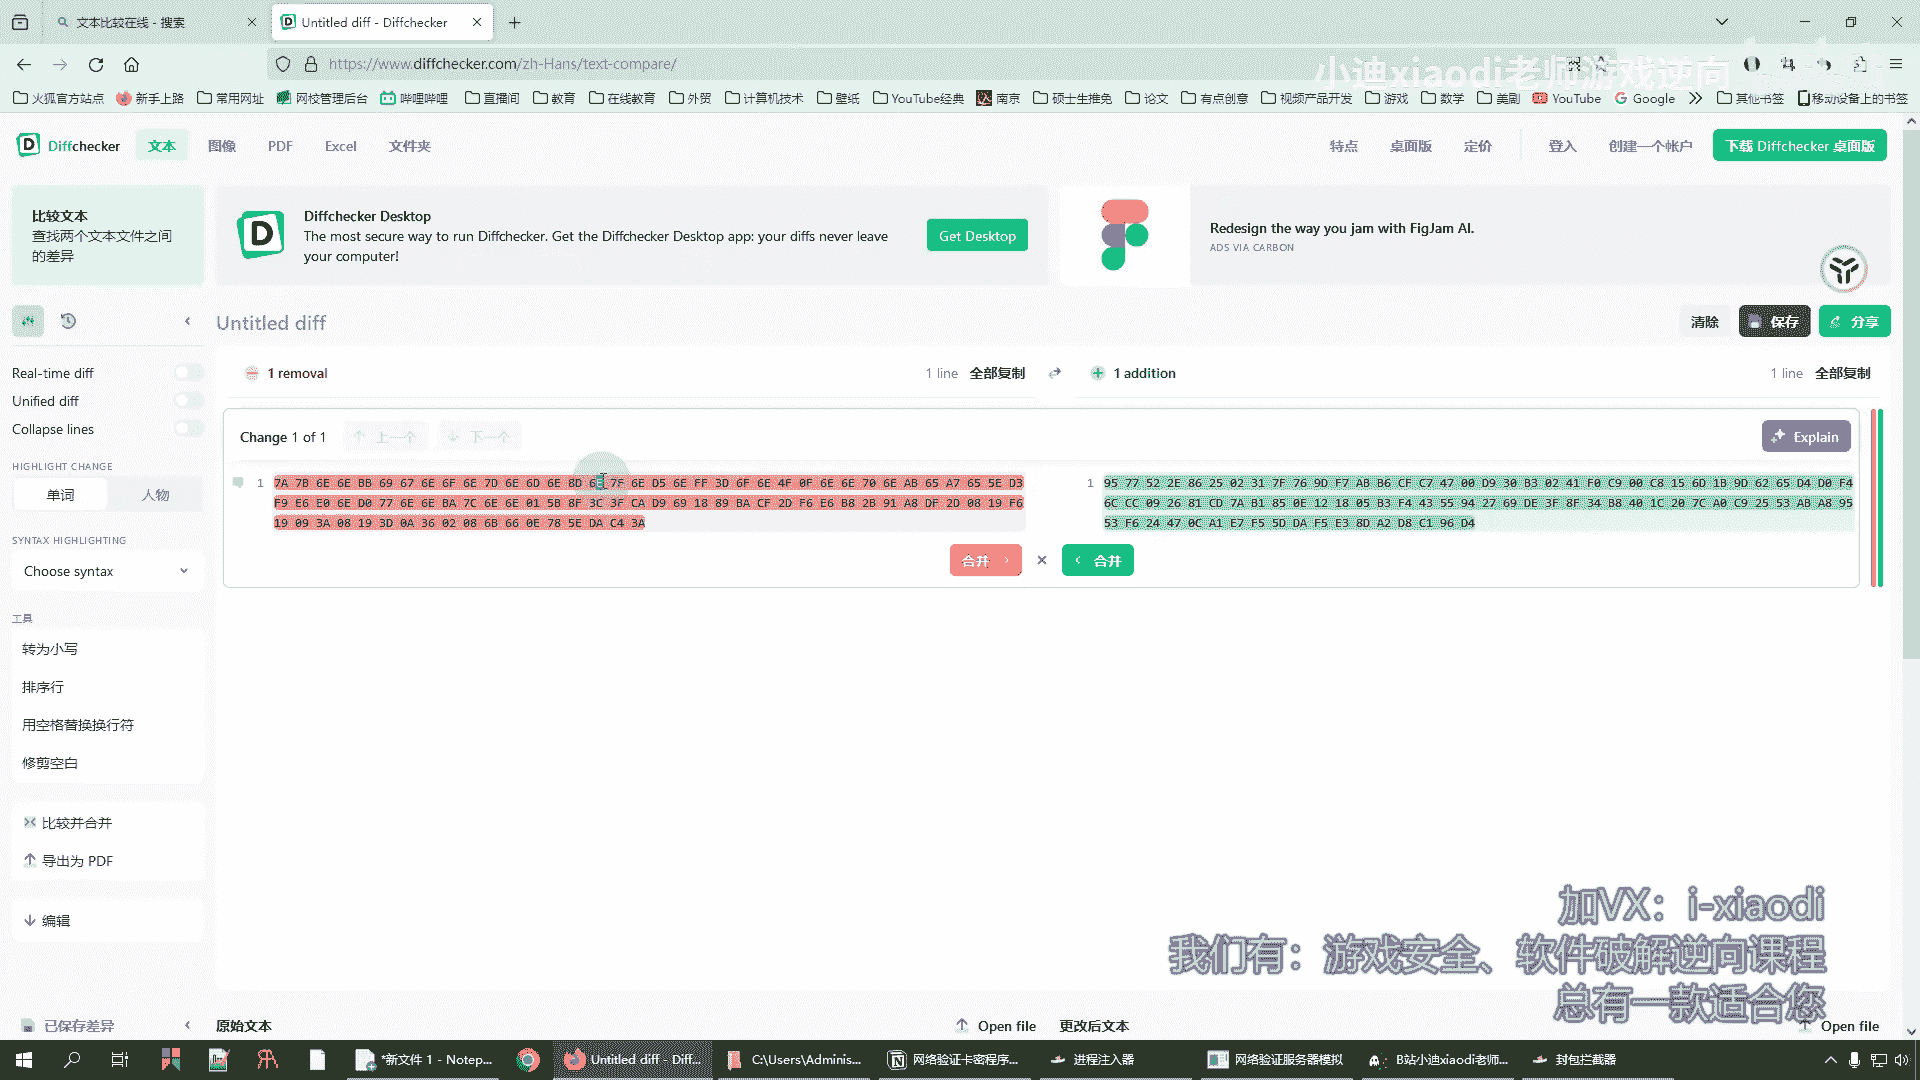 文本比较在线 - 搜索
Untitled diff - Diffchecker
https://www.diffchecker.com/zh-Hans/text-compare/
小迪xiaodi老师游戏逆向
火狐官方站点 新手上路 常用网址 网校管理后台 哔哩哔哩 直播间 教育 在线教育 外贸 计算机技术 壁纸 YouTube经典 南京 硕士生推免 论文 有点创意 视频产品开发 游戏 数学 美剧 YouTube Google 其他书签 移动设备上的书签
Diffchecker 文本 图像 PDF Excel 文件夹 特点 桌面版 定价 登入 创建一个帐户 下载 Diffchecker 桌面版
比较文本
查找两个文本文件之间
的差异
Diffchecker Desktop
The most secure way to run Diffchecker. Get the Diffchecker Desktop app: your diffs never leave
your computer!
Get Desktop
Redesign the way you jam with FigJam AI.
ADS VIA CARBON
Untitled diff
清除 保存 分享
Real-time diff
Unified diff
Collapse lines
HIGHLIGHT CHANGE
单词 人物
SYNTAX HIGHLIGHTING
Choose syntax
工具
转为小写
排序行
用空格替换换行符
修剪空白
比较并合并
导出为 PDF
编辑
已保存差异
1 removal 1 line 全部复制
1 addition 1 line 全部复制
Change 1 of 1 上一个 下一个 Explain
1 7A 7B 6E 6E BB 69 67 6E 6F 6E 7D 6E 6D 6E 8D 6E 7F 6E D5 6E FF 3D 6F 6E 4F 0F 6E 6E 70 6E AB 65 A7 65 5E D3
F9 E6 E0 6E D0 77 6E 6E BA 7C 6E 6E 01 5B 8F 3C 3F CA D9 69 18 89 BA CF 2D F6 E6 B8 2B 91 A8 DF 2D 08 19 F6
19 09 3A 08 19 3D 0A 36 02 08 6B 66 0E 78 5E DA C4 3A
1 95 77 52 2E 86 25 02 31 7F 76 9D F7 AB B6 CF C7 47 00 D9 30 B3 02 41 F0 C9 00 C8 15 6D 1B 9D 62 65 D4 D0 F4
6C CC 09 26 81 CD 7A B1 85 0E 12 18 05 B3 F4 43 55 94 27 69 DE 3F 8F 34 B8 40 1C 20 7C A0 C9 25 53 AB A8 95
53 F6 24 47 0C A1 E7 F5 5D DA F5 E3 8D A2 D8 C1 96 D4
合并 合并
加VX：i-xiaodi
我们有：游戏安全、软件破解逆向课程
总有一款适合您
原始文本 Open file 更改后文本 Open file
*新文件 1 - Notep... Untitled diff - Diff... C:\Users\Adminis... 网络验证卡密程序... 进程注入器 网络验证服务器模拟 B站小迪xiaodi老师... 封包拦截器